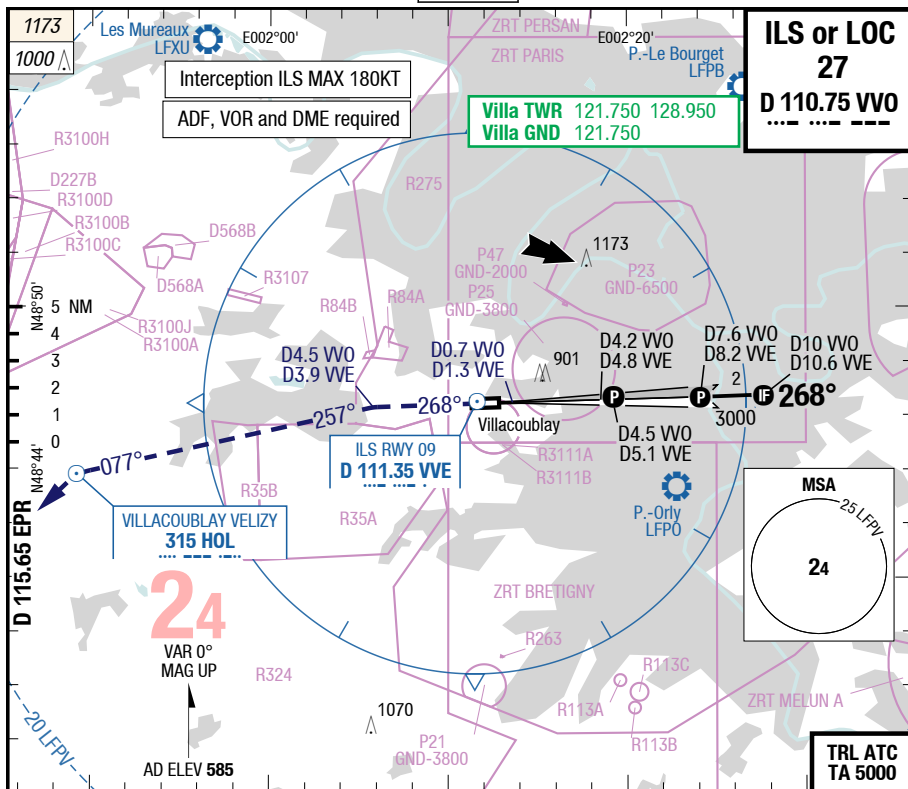 1173
1000
Les Mureaux
LFXU
E002°00'
ZRT PERSAN
E002°20'
ZRT PARIS
P.-Le Bourget
LFPB
ILS or LOC
27
D 110.75 VVO
Interception ILS MAX 180KT
ADF, VOR and DME required
Villa TWR 121.750 128.950
Villa GND 121.750
R3100H
D227B
R3100D
R3100B
R3100C
D568B
D568A
R3107
R275
1173
P47
GND-2000
P23
GND-6500
P25
GND-3800
N48°50'
5 NM
4
3
2
1
0
N48°44'
R3100J
R3100A
R84B
R84A
D4.5 VVO
D3.9 VVE
D0.7 VVO
D1.3 VVE
901
D4.2 VVO
D4.8 VVE
D7.6 VVO
D8.2 VVE
D10 VVO
D10.6 VVE
P
P
2
IF
268°
3000
268°
257°
077°
Villacoublay
D4.5 VVO
D5.1 VVE
ILS RWY 09
D 111.35 VVE
R3111A
R3111B
R35B
R35A
P.-Orly
LFPO
VILLACOUBLAY VELIZY
315 HOL
D 115.65 EPR
MSA
25 LFPV
24
24
VAR 0°
MAG UP
ZRT BRETIGNY
R263
R324
R113C
R113A
R113B
ZRT MELUN A
1070
P21
GND-3800
20 LFPV
AD ELEV 585
TRL ATC
TA 5000